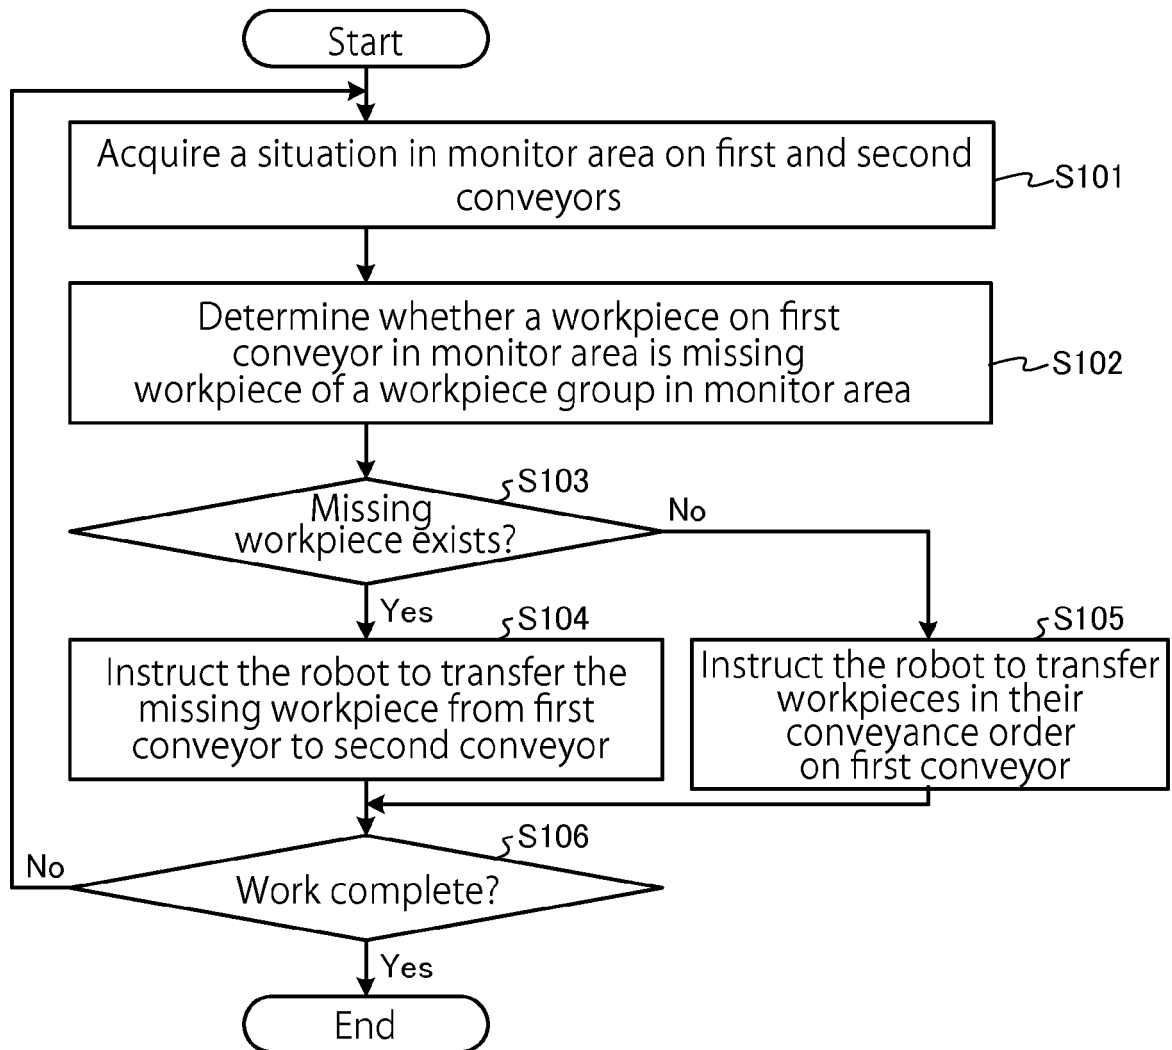 Start
Acquire a situation in monitor area on first and second
conveyors
S101
Determine whether a workpiece on first
conveyor in monitor area is missing
workpiece of a workpiece group in monitor area
S102
S103
Missing
workpiece exists?
No
Yes
S104
Instruct the robot to transfer the
missing workpiece from first
conveyor to second conveyor
S105
Instruct the robot to transfer
workpieces in their
conveyance order
on first conveyor
S106
No
Work complete?
Yes
End